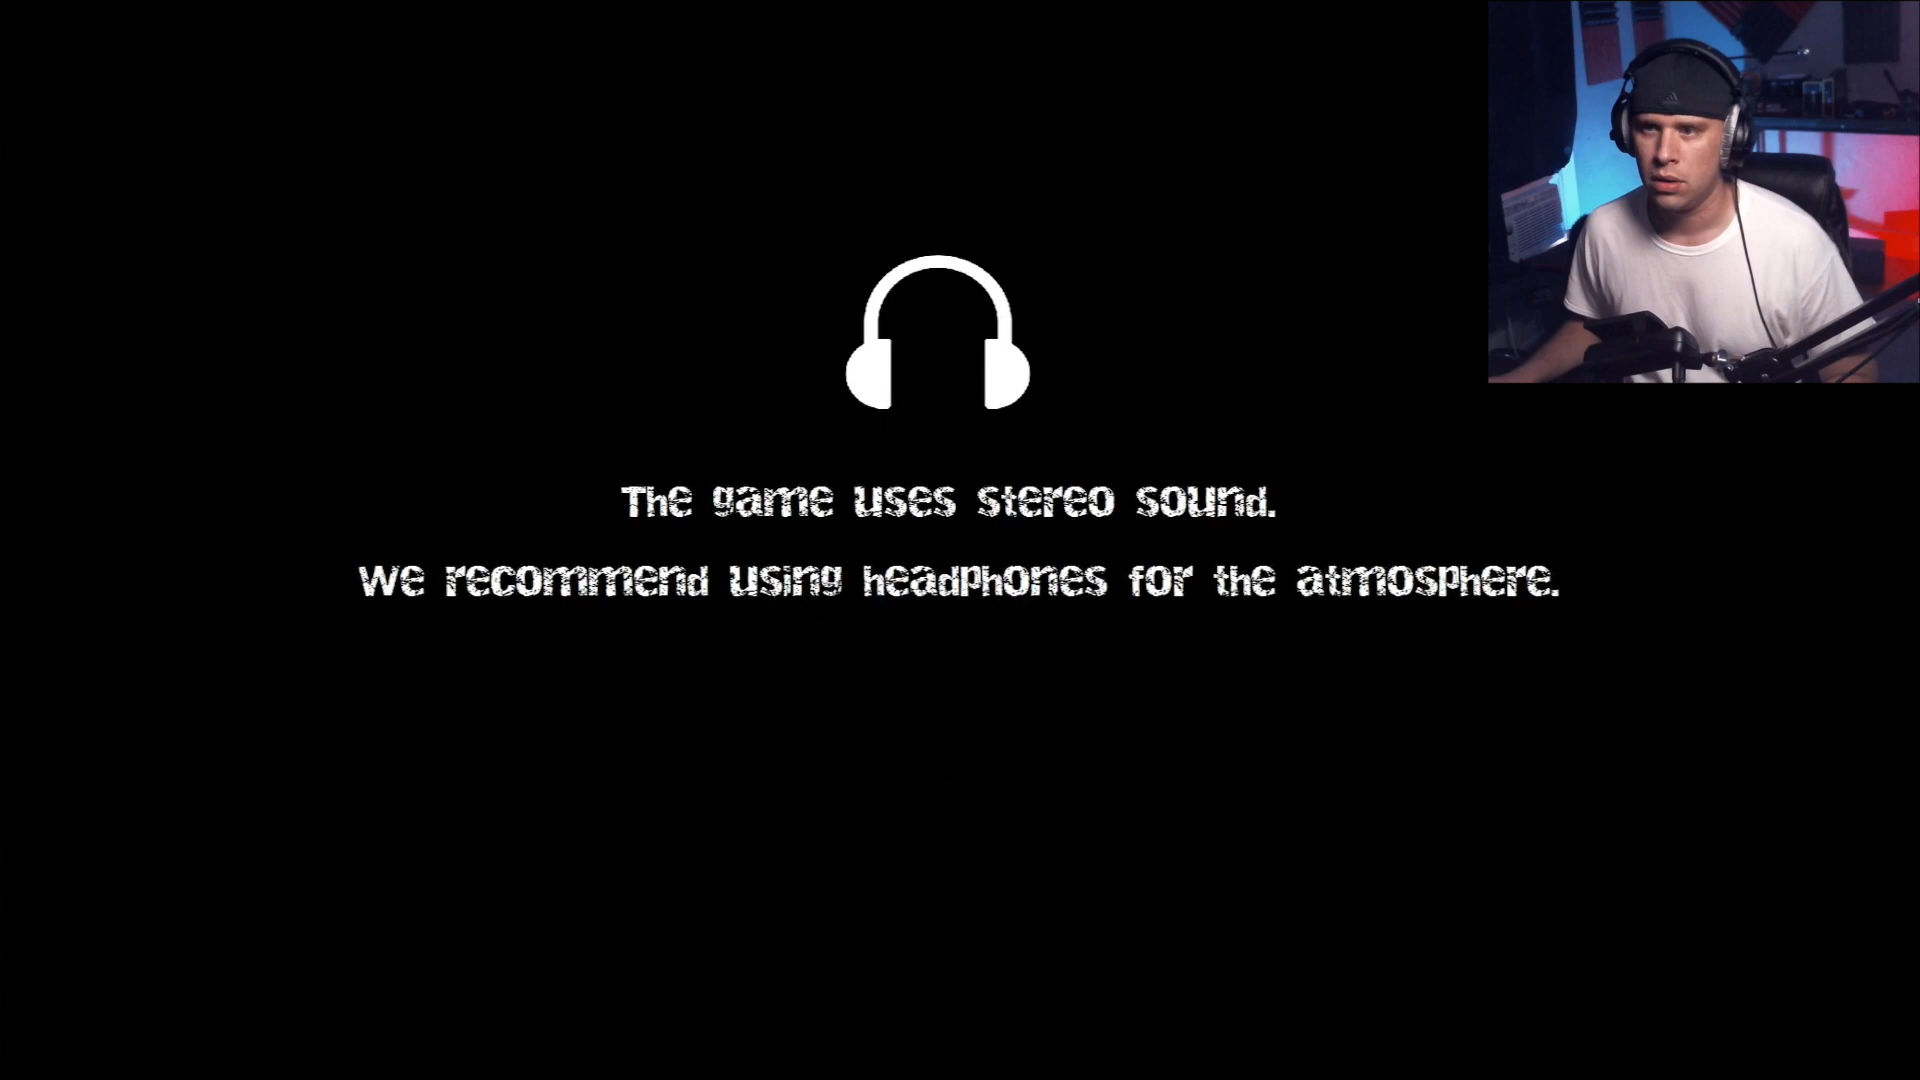 The game uses stereo sound.
We recommend using headphones for the atmosphere.